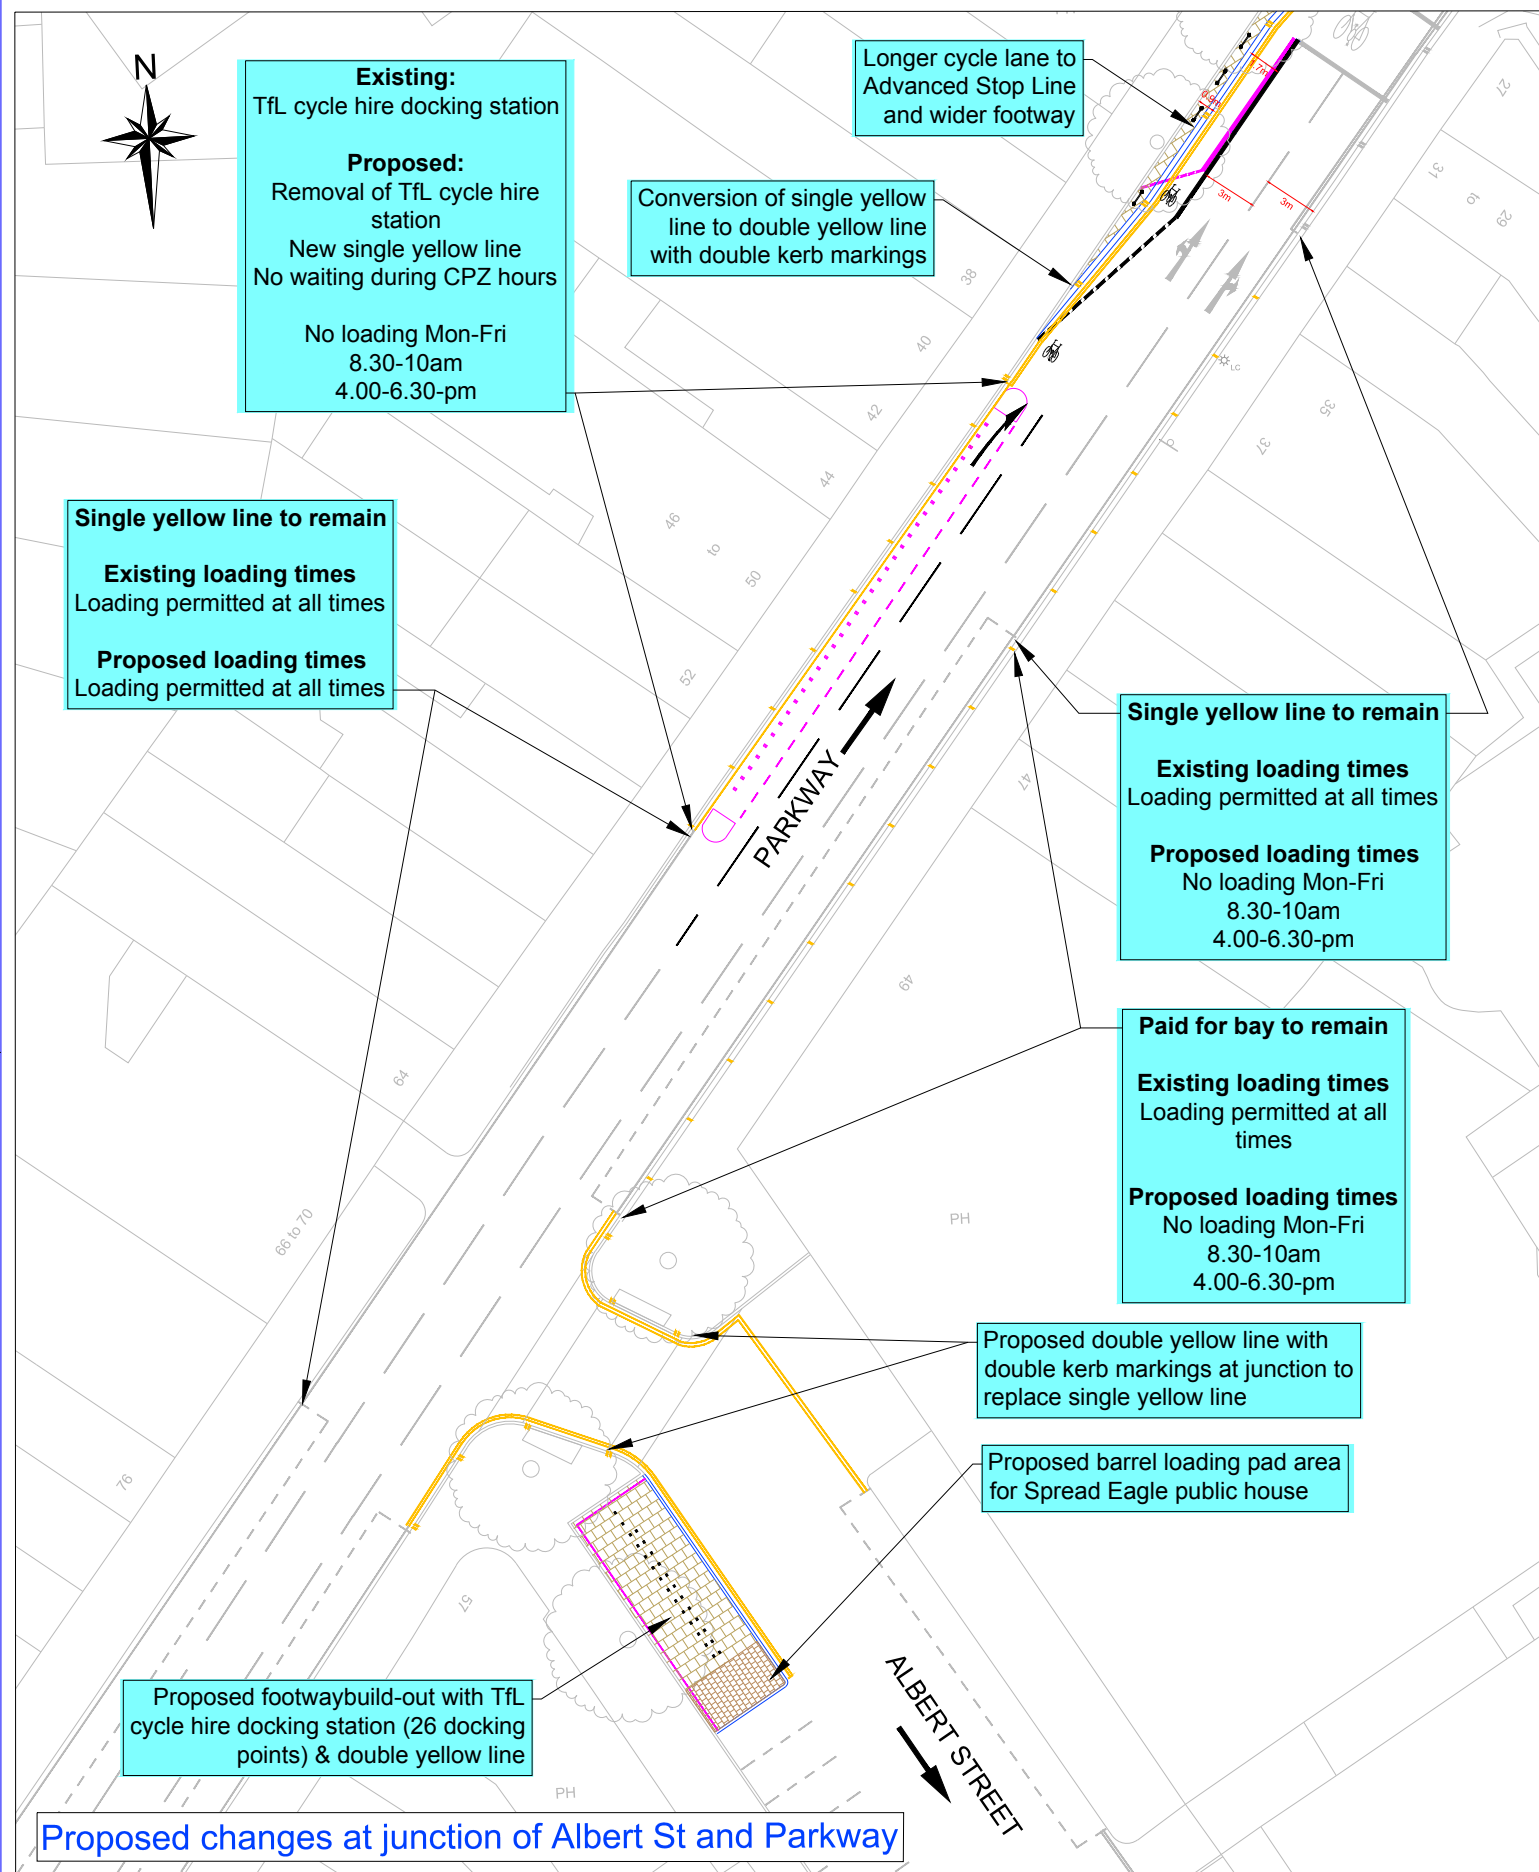 N
Existing:
TfL cycle hire docking station
Proposed:
Removal of TfL cycle hire
station
New single yellow line
No waiting during CPZ hours
No loading Mon-Fri
8.30-10am
4.00-6.30-pm
Longer cycle lane to
Advanced Stop Line
and wider footway
Conversion of single yellow
line to double yellow line
with double kerb markings
0.9m
3m
3m
27
31
to
29
38
40
42
44
46
to
50
52
LC
35
37
47
49
Single yellow line to remain
Existing loading times
Loading permitted at all times
Proposed loading times
Loading permitted at all times
PARKWAY
Single yellow line to remain
Existing loading times
Loading permitted at all times
Proposed loading times
No loading Mon-Fri
8.30-10am
4.00-6.30-pm
Paid for bay to remain
Existing loading times
Loading permitted at all
times
Proposed loading times
No loading Mon-Fri
8.30-10am
4.00-6.30-pm
64
66 to 70
76
PH
Proposed double yellow line with
double kerb markings at junction to
replace single yellow line
Proposed barrel loading pad area
for Spread Eagle public house
57
Proposed footwaybuild-out with TfL
cycle hire docking station (26 docking
points) & double yellow line
ALBERT STREET
PH
Proposed changes at junction of Albert St and Parkway